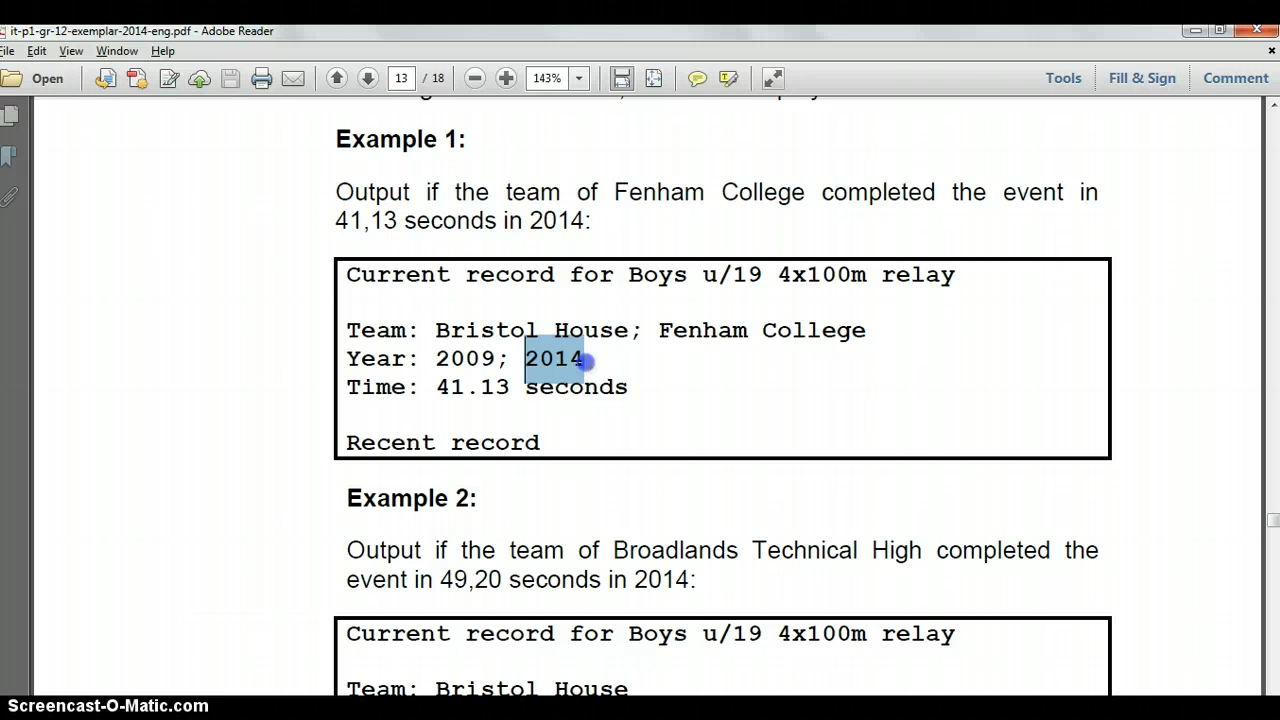 it-p1-gr-12-exemplar-2014-eng.pdf - Adobe Reader
File Edit View Window Help
Open 13 / 18 143% Tools Fill & Sign Comment
Example 1:
Output if the team of Fenham College completed the event in
41,13 seconds in 2014:
Current record for Boys u/19 4x100m relay
Team: Bristol House; Fenham College
Year: 2009; 2014
Time: 41.13 seconds
Recent record
Example 2:
Output if the team of Broadlands Technical High completed the
event in 49,20 seconds in 2014:
Current record for Boys u/19 4x100m relay
Team: Bristol House
Screencast-O-Matic.com